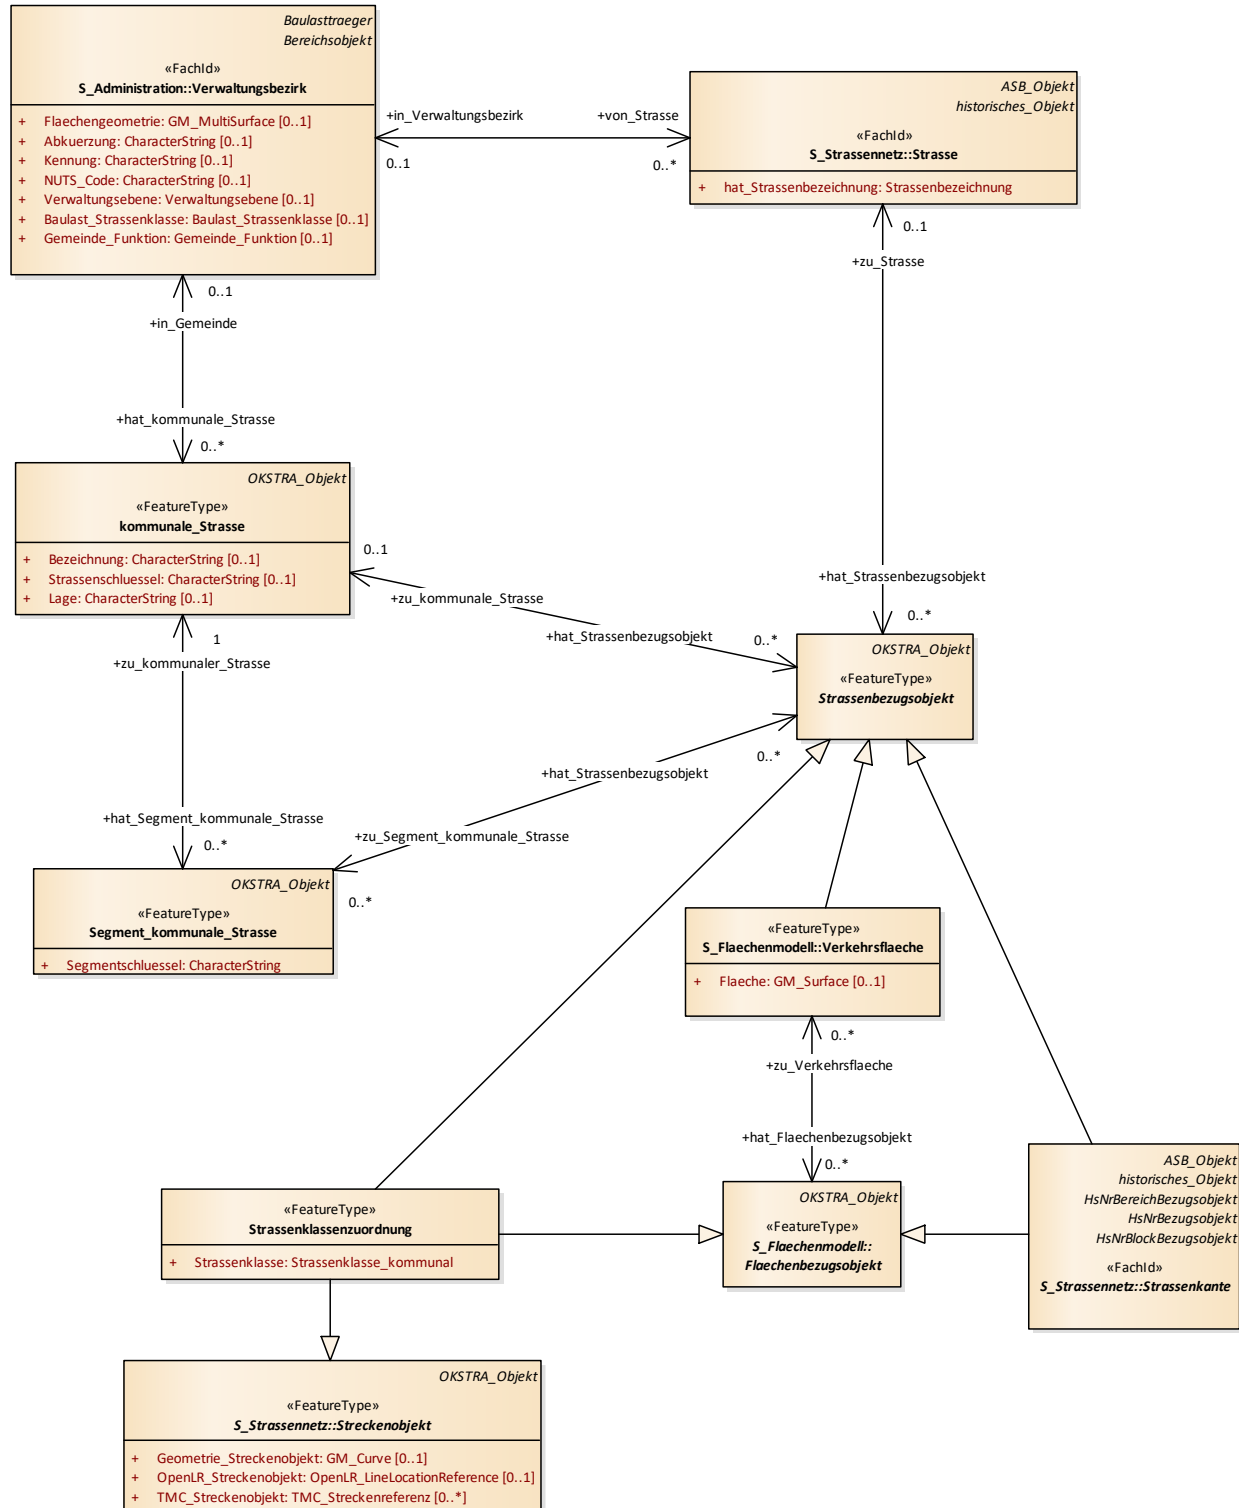 Baulasttraeger
Bereichsobjekt
«FachId»
S_Administration::Verwaltungsbezirk
+ Flaechengeometrie: GM_MultiSurface [0..1]
+ Abkuerzung: CharacterString [0..1]
+ Kennung: CharacterString [0..1]
+ NUTS_Code: CharacterString [0..1]
+ Verwaltungsebene: Verwaltungsebene [0..1]
+ Baulast_Strassenklasse: Baulast_Strassenklasse [0..1]
+ Gemeinde_Funktion: Gemeinde_Funktion [0..1]
+in_Verwaltungsbezirk
+von_Strasse
0..1
0..*
ASB_Objekt
historisches_Objekt
«FachId»
S_Strassennetz::Strasse
+ hat_Strassenbezeichnung: Strassenbezeichnung
0..1
+zu_Strasse
0..1
+in_Gemeinde
+hat_kommunale_Strasse
0..*
OKSTRA_Objekt
«FeatureType»
kommunale_Strasse
+ Bezeichnung: CharacterString [0..1]
+ Strassenschluessel: CharacterString [0..1]
+ Lage: CharacterString [0..1]
0..1
+zu_kommunale_Strasse
+hat_Strassenbezugsobjekt
0..*
+hat_Strassenbezugsobjekt
0..*
OKSTRA_Objekt
«FeatureType»
Strassenbezugsobjekt
1
+zu_kommunaler_Strasse
+hat_Segment_kommunale_Strasse
0..*
0..*
+hat_Strassenbezugsobjekt
+zu_Segment_kommunale_Strasse
0..*
OKSTRA_Objekt
«FeatureType»
Segment_kommunale_Strasse
+ Segmentschluessel: CharacterString
«FeatureType»
S_Flaechenmodell::Verkehrsflaeche
+ Flaeche: GM_Surface [0..1]
0..*
+zu_Verkehrsflaeche
+hat_Flaechenbezugsobjekt
0..*
OKSTRA_Objekt
«FeatureType»
S_Flaechenmodell::
Flaechenbezugsobjekt
ASB_Objekt
historisches_Objekt
HsNrBereichBezugsobjekt
HsNrBezugsobjekt
HsNrBlockBezugsobjekt
«FachId»
S_Strassennetz::Strassenkante
«FeatureType»
Strassenklassenzuordnung
+ Strassenklasse: Strassenklasse_kommunal
OKSTRA_Objekt
«FeatureType»
S_Strassennetz::Streckenobjekt
+ Geometrie_Streckenobjekt: GM_Curve [0..1]
+ OpenLR_Streckenobjekt: OpenLR_LineLocationReference [0..1]
+ TMC_Streckenobjekt: TMC_Streckenreferenz [0..*]